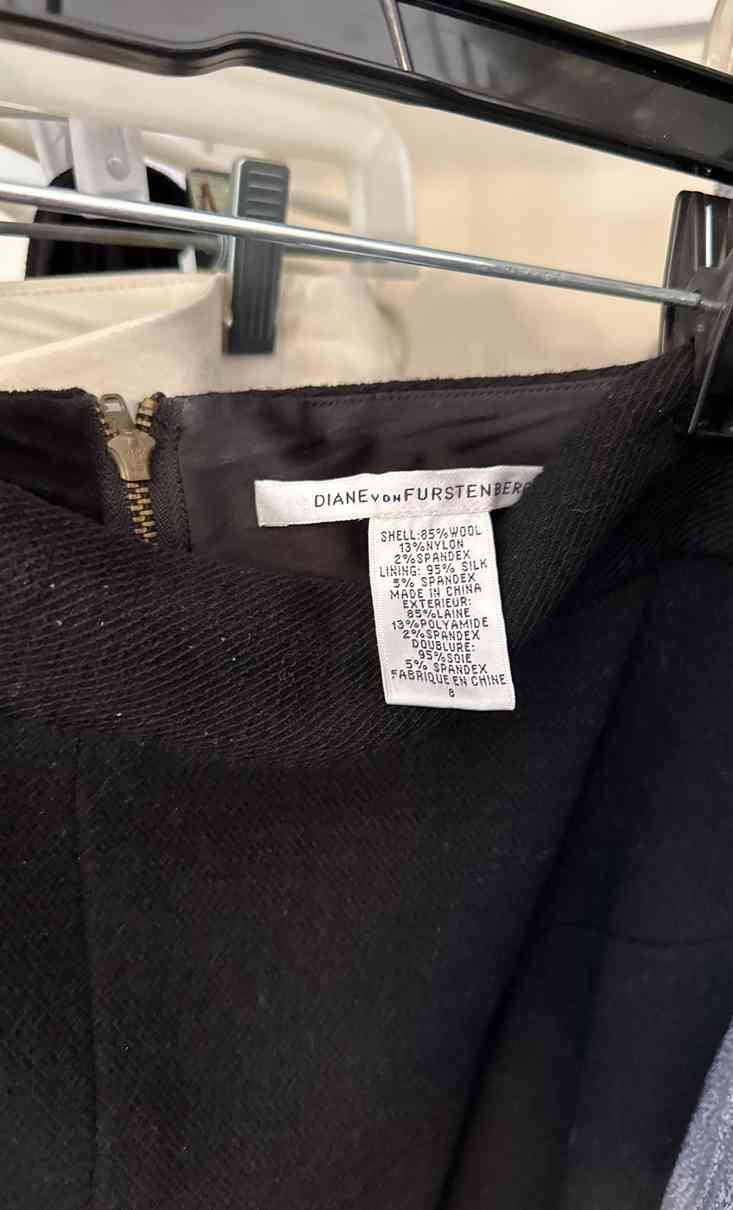 DIANE VON FURSTENBERG
SHELL:85%WOOL
13%NYLON
2%SPANDEX
LINING: 95% SILK
5% SPANDEX
MADE IN CHINA
EXTERIEUR:
85%LAINE
13%POLYAMIDE
2%SPANDEX
DOUBLURE:
95%SOIE
5% SPANDEX
FABRIQUE EN CHINE
8